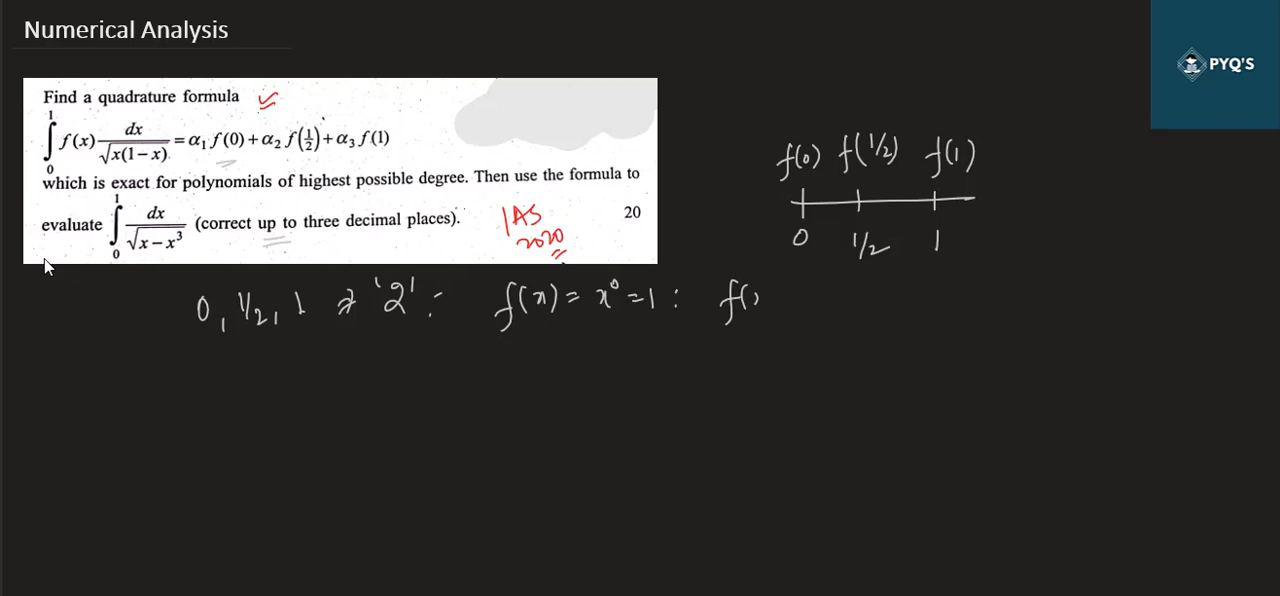 Numerical Analysis
PYQ'S
Find a quadrature formula
∫₀¹ f(x) dx/√x(1−x) = α₁ f(0) + α₂ f(1/2) + α₃ f(1)
which is exact for polynomials of highest possible degree. Then use the formula to
evaluate ∫₀¹ dx/√x − x³ (correct up to three decimal places).
20
IAS
2020
f(0) f(1/2) f(1)
0 1/2 1
0, 1/2, 1 '2' : f(x) = x⁰ = 1 : f(